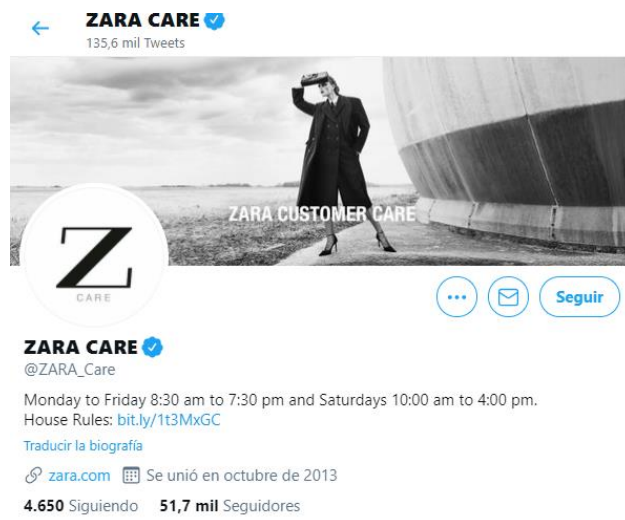 ZARA CARE
135,6 mil Tweets
ZARA CUSTOMER CARE
Z
CARE
Seguir
ZARA CARE
@ZARA_Care
Monday to Friday 8:30 am to 7:30 pm and Saturdays 10:00 am to 4:00 pm.
House Rules: bit.ly/1t3MxGC
Traducir la biografía
zara.com Se unió en octubre de 2013
4.650 Siguiendo 51,7 mil Seguidores